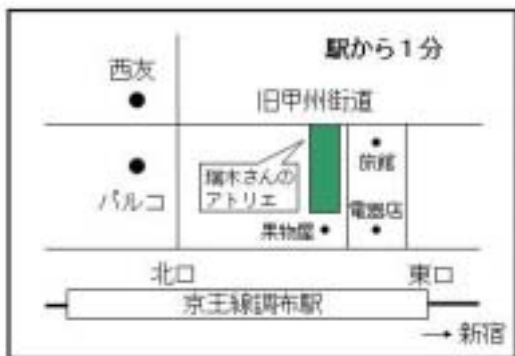 駅から1分
西友
旧甲州街道
旅館
パルコ
瑞木さんの
アトリエ
電器店
果物屋
北口
東口
京王線調布駅
→ 新宿